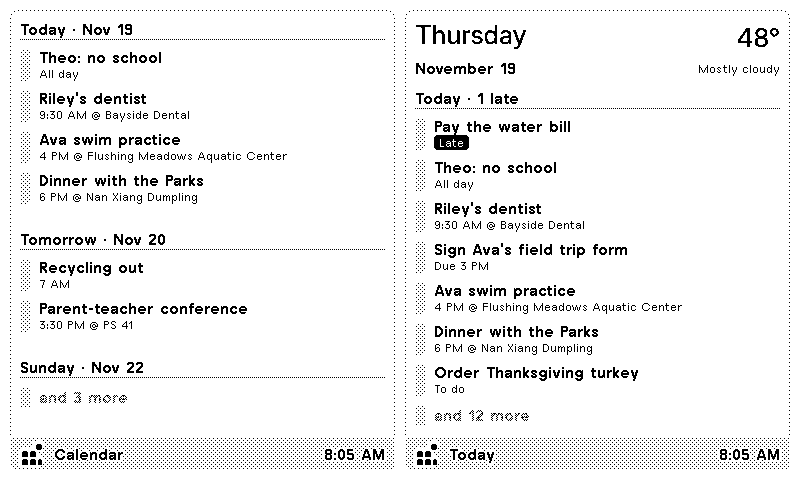 Today · Nov 19
Theo: no school
All day
Riley's dentist
9:30 AM @ Bayside Dental
Ava swim practice
4 PM @ Flushing Meadows Aquatic Center
Dinner with the Parks
6 PM @ Nan Xiang Dumpling
Tomorrow · Nov 20
Recycling out
7 AM
Parent-teacher conference
3:30 PM @ PS 41
Sunday · Nov 22
and 3 more
Calendar 8:05 AM
Thursday 48°
November 19 Mostly cloudy
Today · 1 late
Pay the water bill
Late
Theo: no school
All day
Riley's dentist
9:30 AM @ Bayside Dental
Sign Ava's field trip form
Due 3 PM
Ava swim practice
4 PM @ Flushing Meadows Aquatic Center
Dinner with the Parks
6 PM @ Nan Xiang Dumpling
Order Thanksgiving turkey
To do
and 12 more
Today 8:05 AM